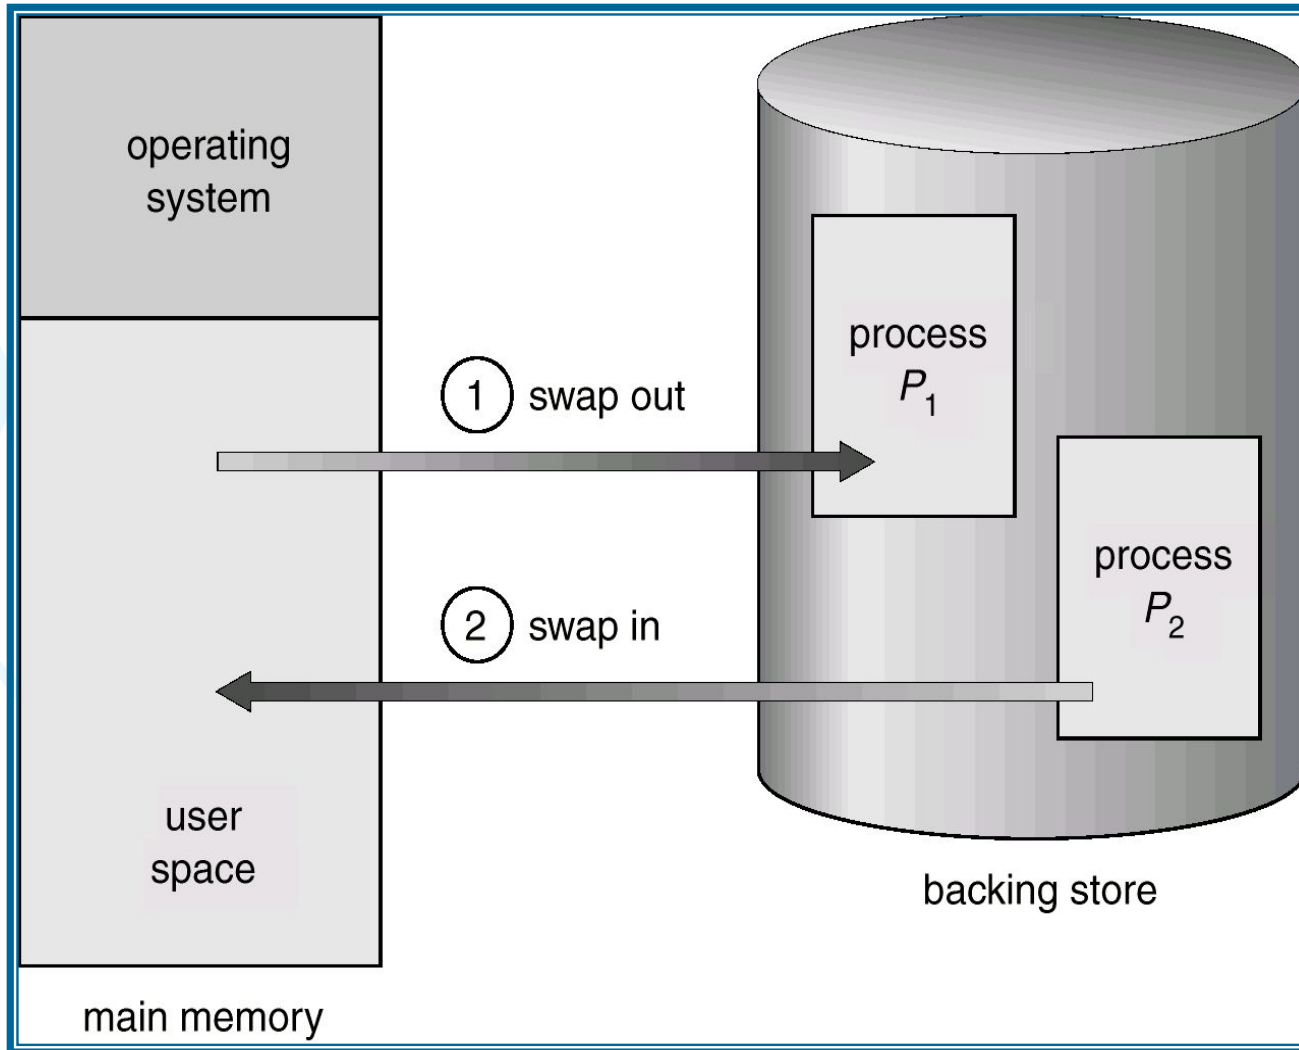 operating
system
1 swap out
process
P1
2 swap in
process
P2
user
space
backing store
main memory